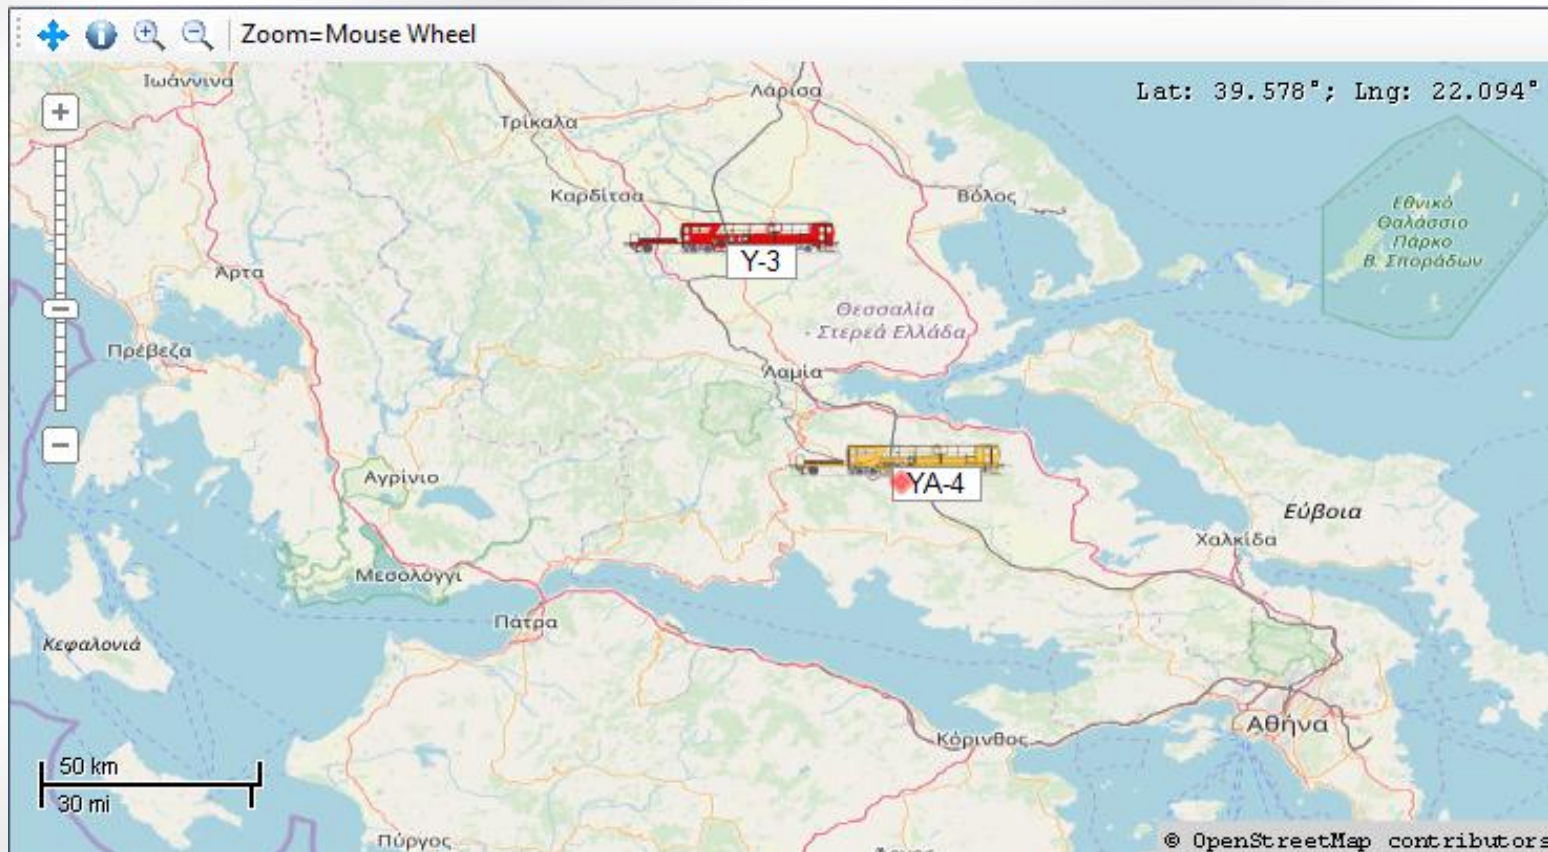 Zoom=Mouse Wheel
Ιωάννινα
Λάρισα
Lat: 39.578°; Lng: 22.094°
Τρίκαλα
Καρδίτσα
Βόλος
Εθνικό
Θαλάσσιο
Πάρκο
Β. Σποράδων
Y-3
Άρτα
Θεσσαλία
- Στερεά Ελλάδα
Πρέβεζα
Λαμία
Αγρίνιο
YA-4
Εύβοια
Χαλκίδα
Μεσολόγγι
Πάτρα
Κεφαλονιά
Αθήνα
Κόρινθος
50 km
30 mi
Πύργος
© OpenStreetMap contributors